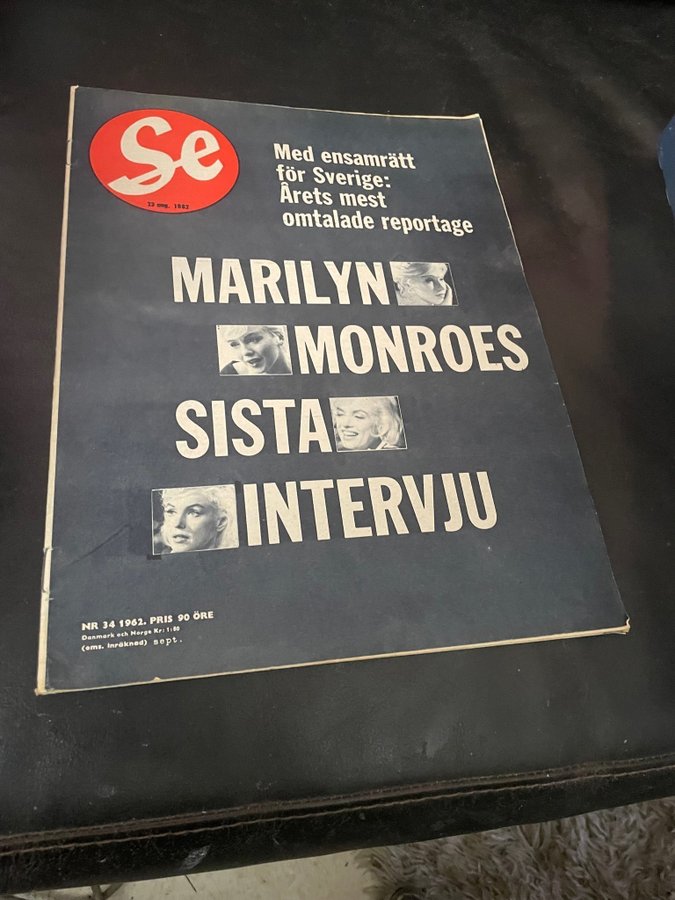 Se
23 aug. 1962
Med ensamrätt
för Sverige:
Årets mest
omtalade reportage
MARILYN
MONROES
SISTA
INTERVJU
NR 34 1962. PRIS 90 ÖRE
Danmark och Norge Kr: 1:50
(oms. inräknad) sept.